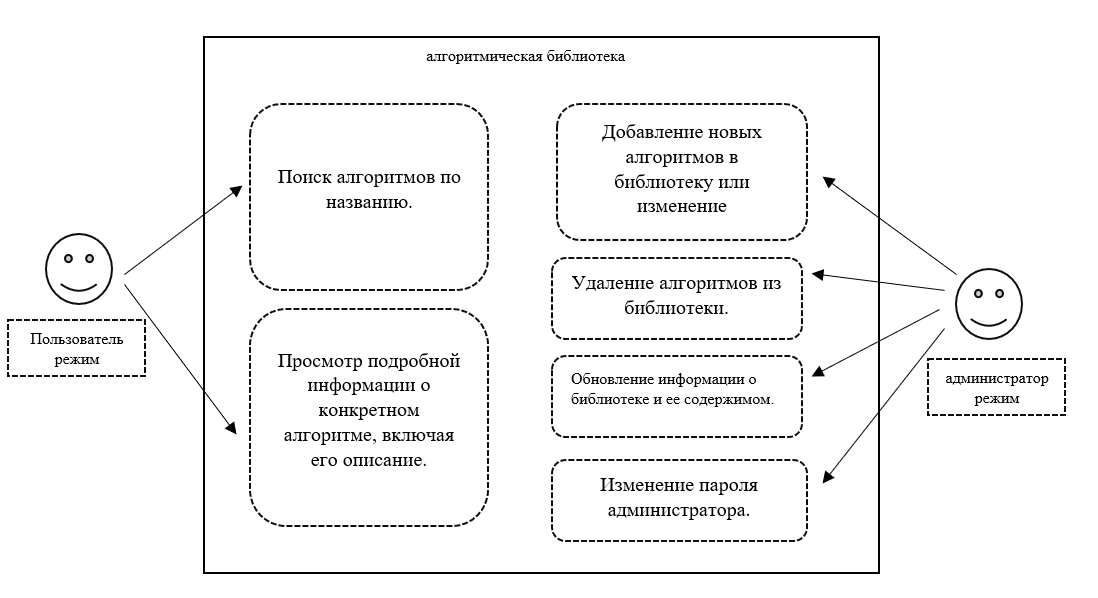 алгоритмическая библиотека
Поиск алгоритмов по
названию.
Просмотр подробной
информации о
конкретном
алгоритме, включая
его описание.
Добавление новых
алгоритмов в
библиотеку или
изменение
Удаление алгоритмов из
библиотеки.
Обновление информации о
библиотеке и ее содержимом.
Изменение пароля
администратора.
Пользователь
режим
администратор
режим